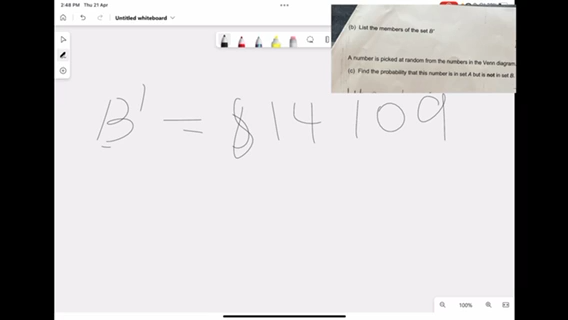 2:48 PM Thu 21 Apr
Untitled whiteboard
(b) List the members of the set B'
A number is picked at random from the numbers in the Venn diagram
(c) Find the probability that this number is in set A but is not in set B.
B' = 8 14 10 9
100%